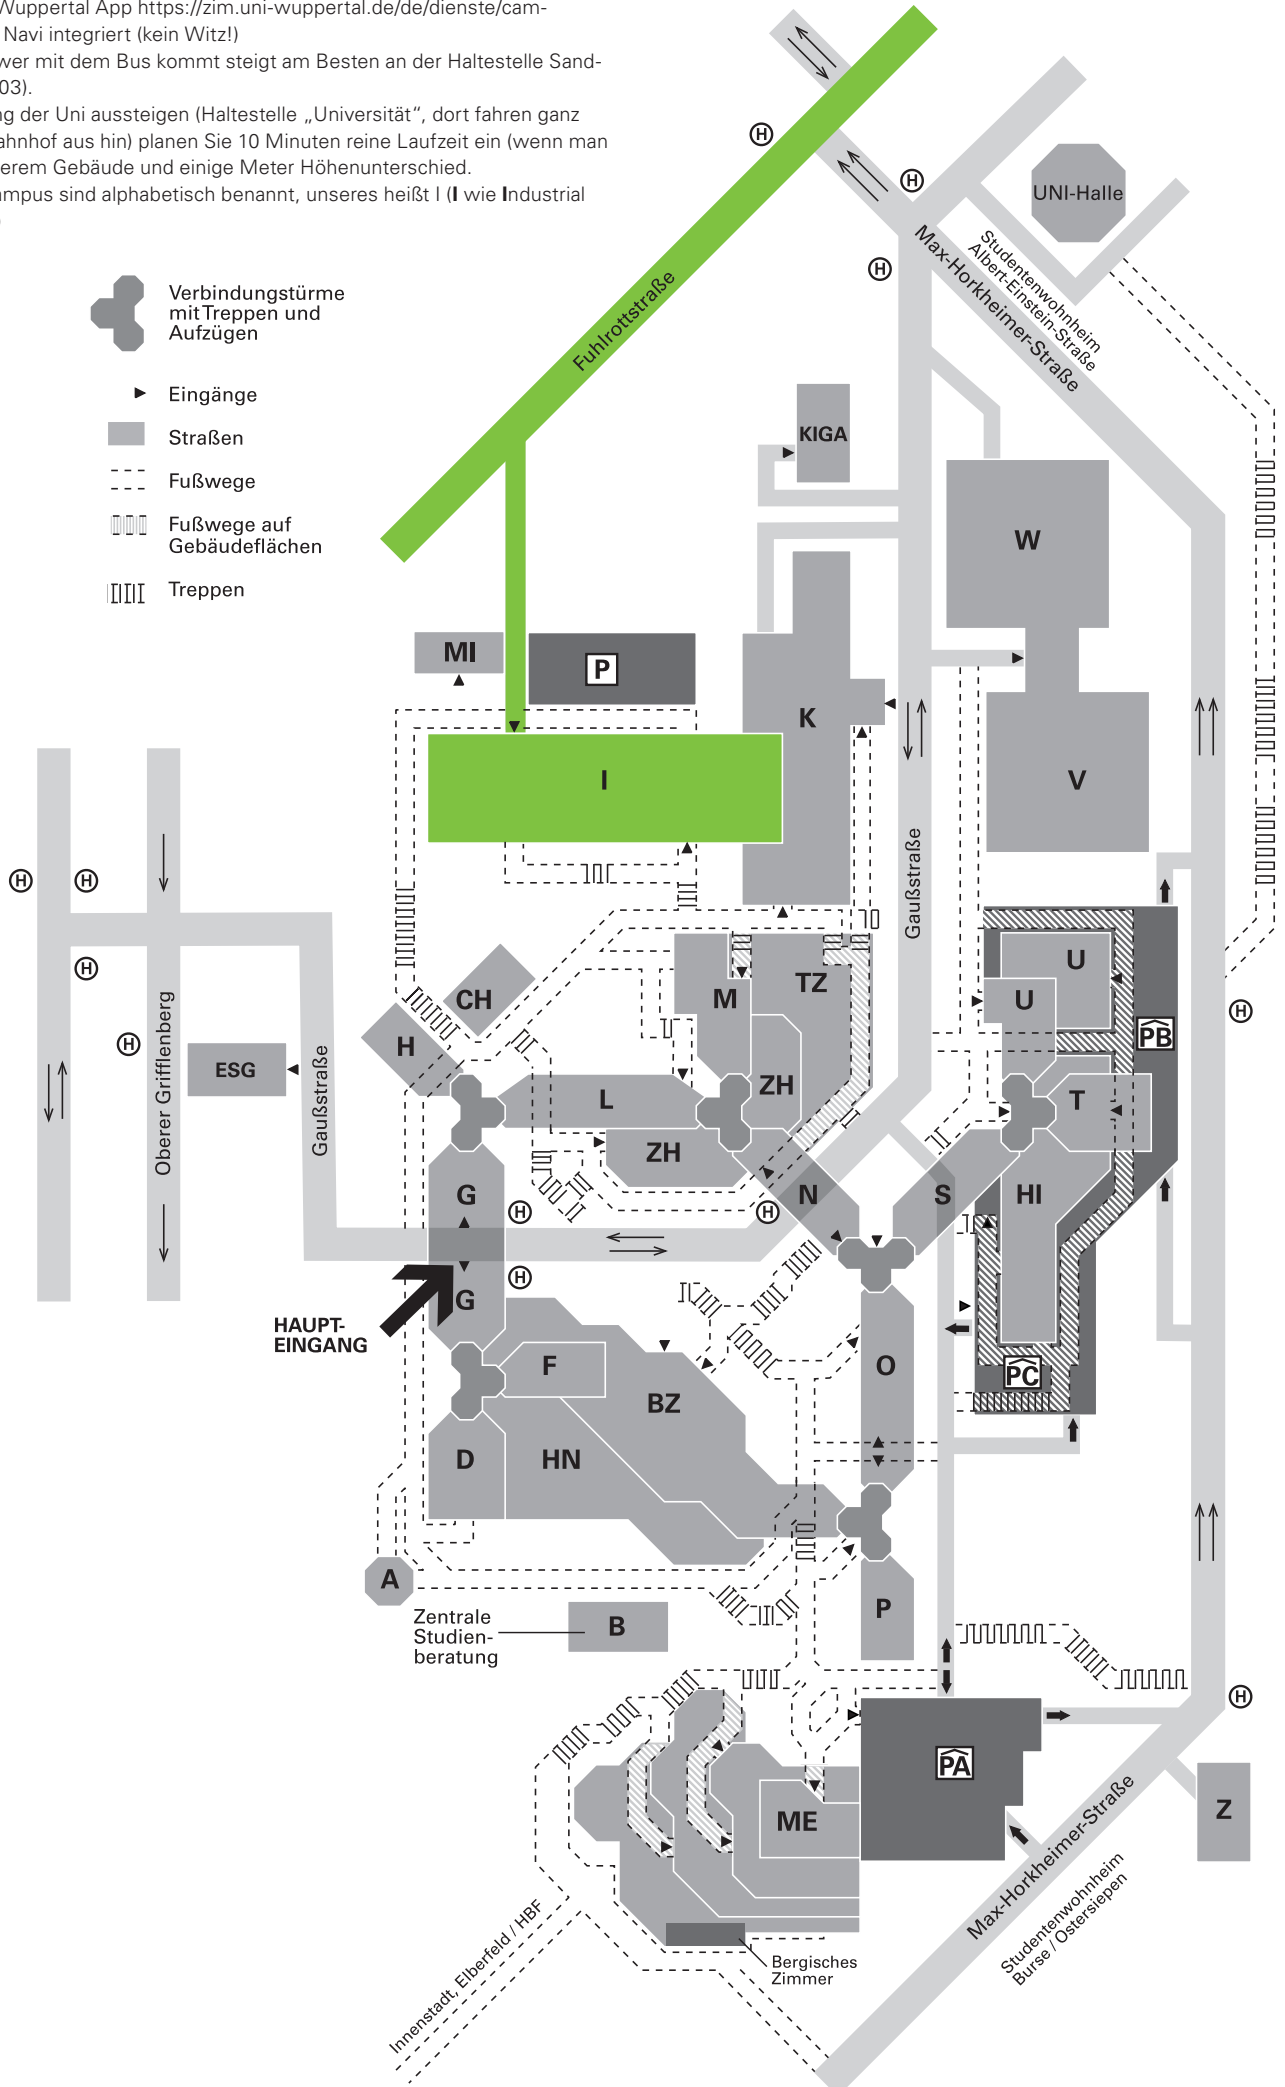 Wuppertal App https://zim.uni-wuppertal.de/de/dienste/cam-
Navi integriert (kein Witz!)
wer mit dem Bus kommt steigt am Besten an der Haltestelle Sand-
03).
ng der Uni aussteigen (Haltestelle „Universität“, dort fahren ganz
ahnhof aus hin) planen Sie 10 Minuten reine Laufzeit ein (wenn man
erem Gebäude und einige Meter Höhenunterschied.
ampus sind alphabetisch benannt, unseres heißt I (I wie Industrial
Verbindungstürme
mit Treppen und
Aufzügen
Eingänge
Straßen
Fußwege
Fußwege auf
Gebäudeflächen
Treppen
H
H
H
UNI-Halle
Fuhlrottstraße
Max-Horkheimer-Straße
Studentenwohnheim
Albert-Einstein-Straße
KIGA
W
MI
P
K
I
V
Gaußstraße
H
H
H
H
Oberer Grifflenberg
ESG
Gaußstraße
CH
H
M
TZ
U
U
PB
H
L
ZH
ZH
T
G
H
H
N
S
HI
H
G
HAUPT-
EINGANG
F
BZ
O
PC
D
HN
A
Zentrale
Studien-
beratung
B
P
H
PA
ME
Z
Max-Horkheimer-Straße
Studentenwohnheim
Burse / Ostersiepen
Innenstadt, Elberfeld / HBF
Bergisches
Zimmer